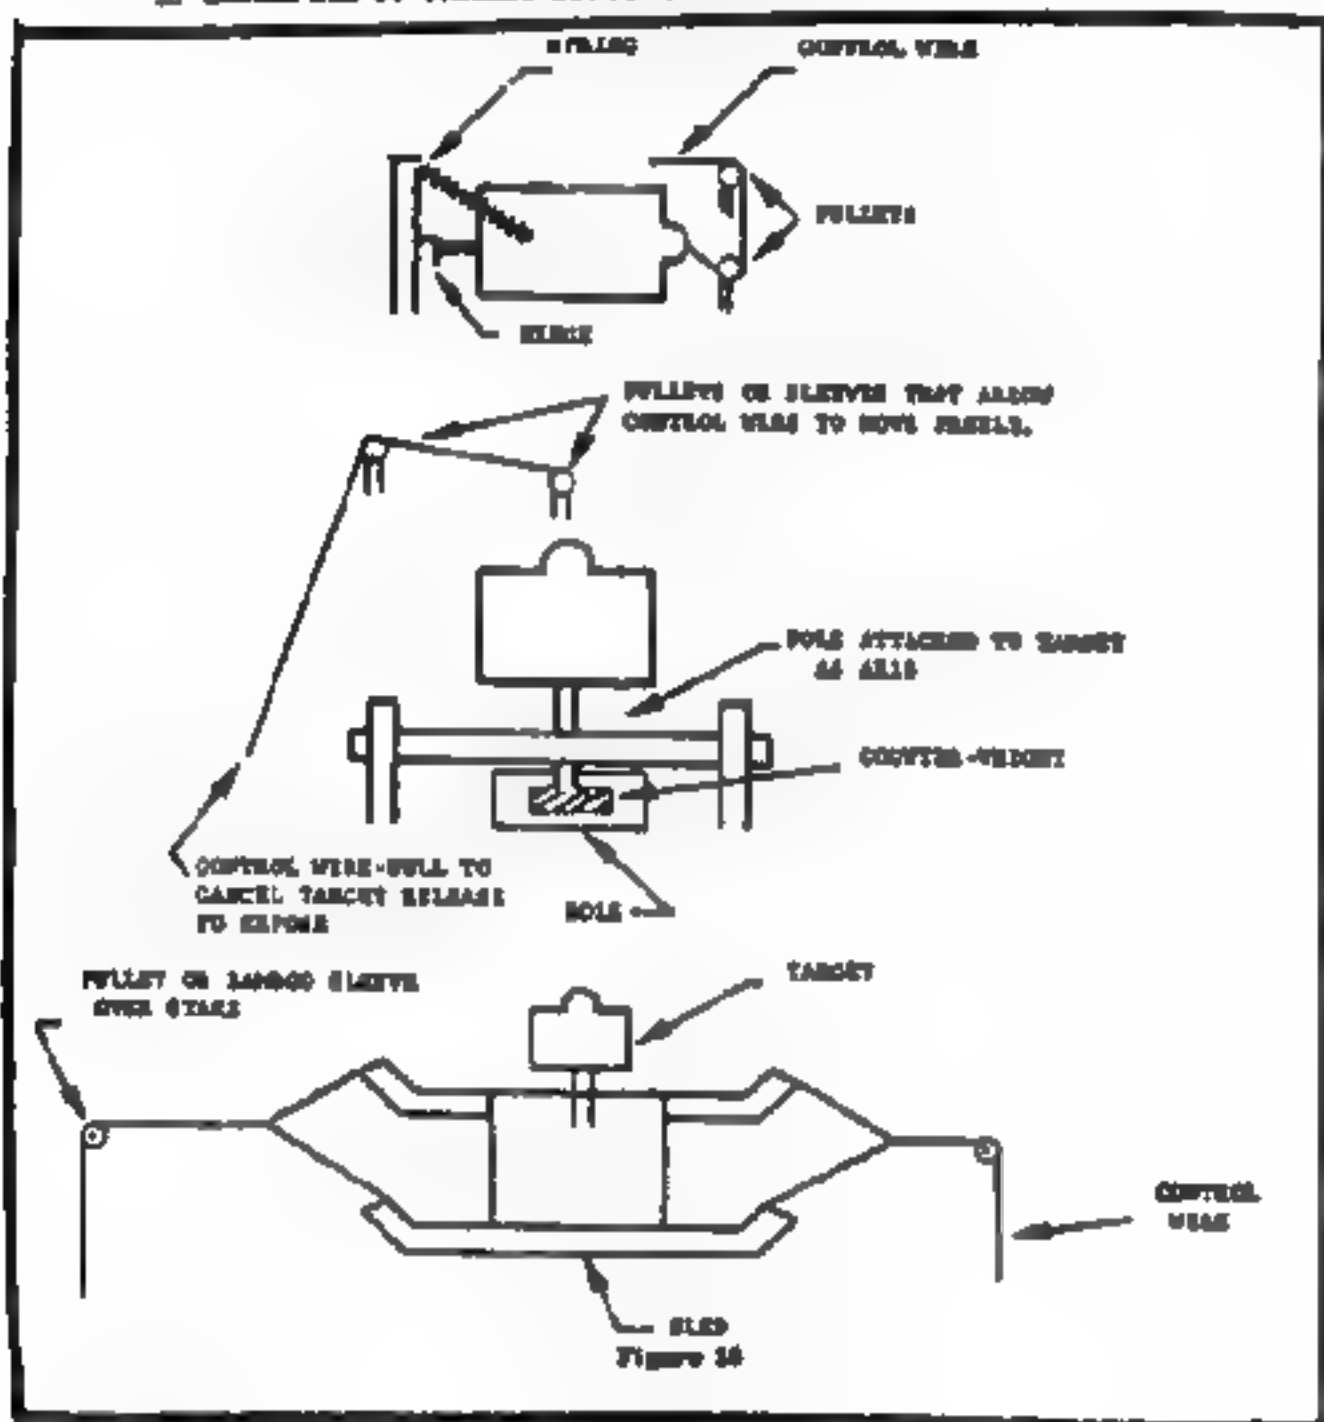 SPRING
CONTROL WIRE
PULLEYS
HINGE
PULLEYS OR SLEEVES THAT ALLOW
CONTROL WIRE TO MOVE FREELY.
POLE ATTACHED TO TARGET
AS AXIS
COUNTER-WEIGHT
CONTROL WIRE-PULL TO
CANCEL TARGET RELEASE
TO EXPOSE
HOLE
PULLEY OR BAMBOO SLEEVE
OVER STAKE
TARGET
CONTROL
WIRE
SLED
Figure